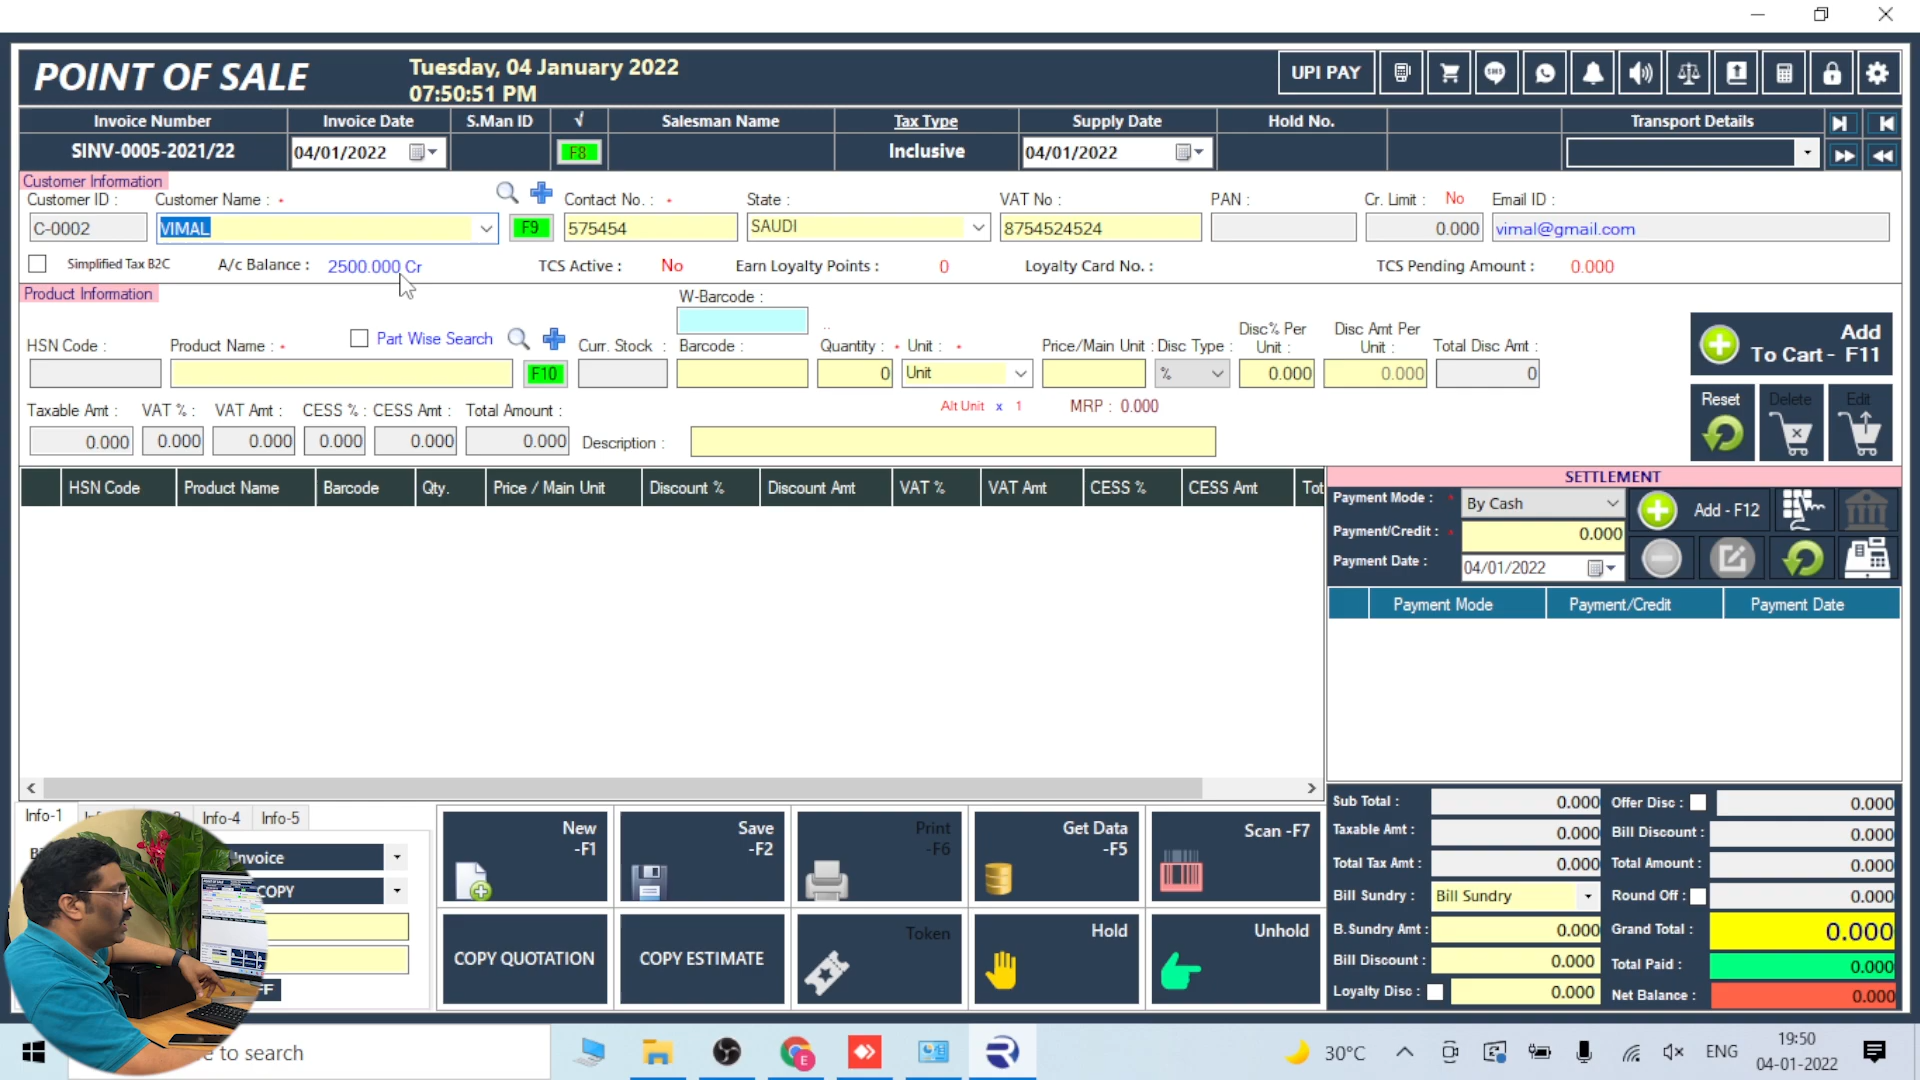 POINT OF SALE
Tuesday, 04 January 2022
07:50:51 PM
UPI PAY
SMS
Invoice Number
Invoice Date
S.Man ID
√
Salesman Name
Tax Type
Supply Date
Hold No.
Transport Details
SINV-0005-2021/22
04/01/2022
F8
Inclusive
04/01/2022
Customer Information
Customer ID :
Customer Name : *
Contact No. : *
State :
VAT No :
PAN :
Cr. Limit : No
Email ID :
C-0002
VIMAL
F9
575454
SAUDI
8754524524
0.000
vimal@gmail.com
Simplified Tax B2C
A/c Balance : 2500.000 Cr
TCS Active : No
Earn Loyalty Points : 0
Loyalty Card No. :
TCS Pending Amount : 0.000
Product Information
W-Barcode :
..
HSN Code :
Product Name : *
Part Wise Search
Curr. Stock :
Barcode :
Quantity : *
Unit : *
Price/Main Unit :
Disc Type :
Disc% Per Unit :
Disc Amt Per Unit :
Total Disc Amt :
Add To Cart - F11
F10
0
Unit
%
0.000
0.000
0
Alt Unit x 1
MRP : 0.000
Reset
Delete
Edit
Taxable Amt :
VAT % :
VAT Amt :
CESS % :
CESS Amt :
Total Amount :
0.000
0.000
0.000
0.000
0.000
0.000
Description :
HSN Code
Product Name
Barcode
Qty.
Price / Main Unit
Discount %
Discount Amt
VAT %
VAT Amt
CESS %
CESS Amt
Tot
SETTLEMENT
Payment Mode : *
By Cash
Add - F12
Payment/Credit : *
0.000
Payment Date :
04/01/2022
Payment Mode
Payment/Credit
Payment Date
Info-1
Info-4
Info-5
Invoice
COPY
FF
New -F1
Save -F2
Print -F6
Get Data -F5
Scan -F7
COPY QUOTATION
COPY ESTIMATE
Token
Hold
Unhold
Sub Total : 0.000
Offer Disc : 0.000
Taxable Amt : 0.000
Bill Discount : 0.000
Total Tax Amt : 0.000
Total Amount : 0.000
Bill Sundry : Bill Sundry
Round Off : 0.000
B.Sundry Amt : 0.000
Grand Total : 0.000
Bill Discount : 0.000
Total Paid : 0.000
Loyalty Disc : 0.000
Net Balance : 0.000
to search
E
30°C
ENG
19:50
04-01-2022